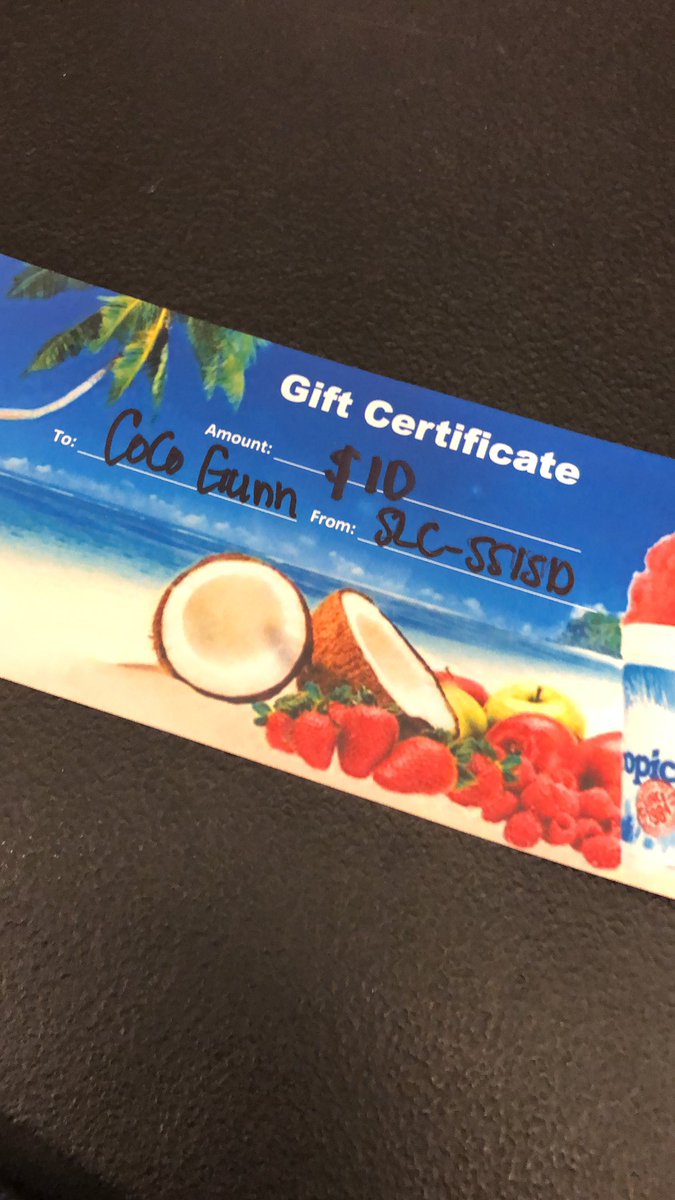 Gift Certificate
Amount: $10
To: Coco Gunn
From: SLC-SSISD
opic